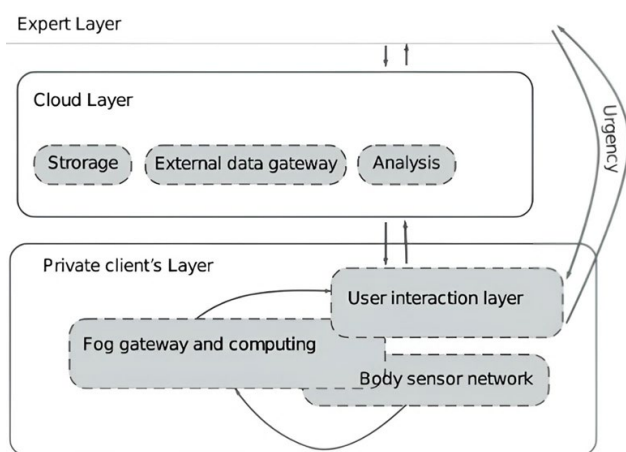 Expert Layer
Cloud Layer
Strorage
External data gateway
Analysis
Urgency
Private client's Layer
User interaction layer
Fog gateway and computing
Body sensor network